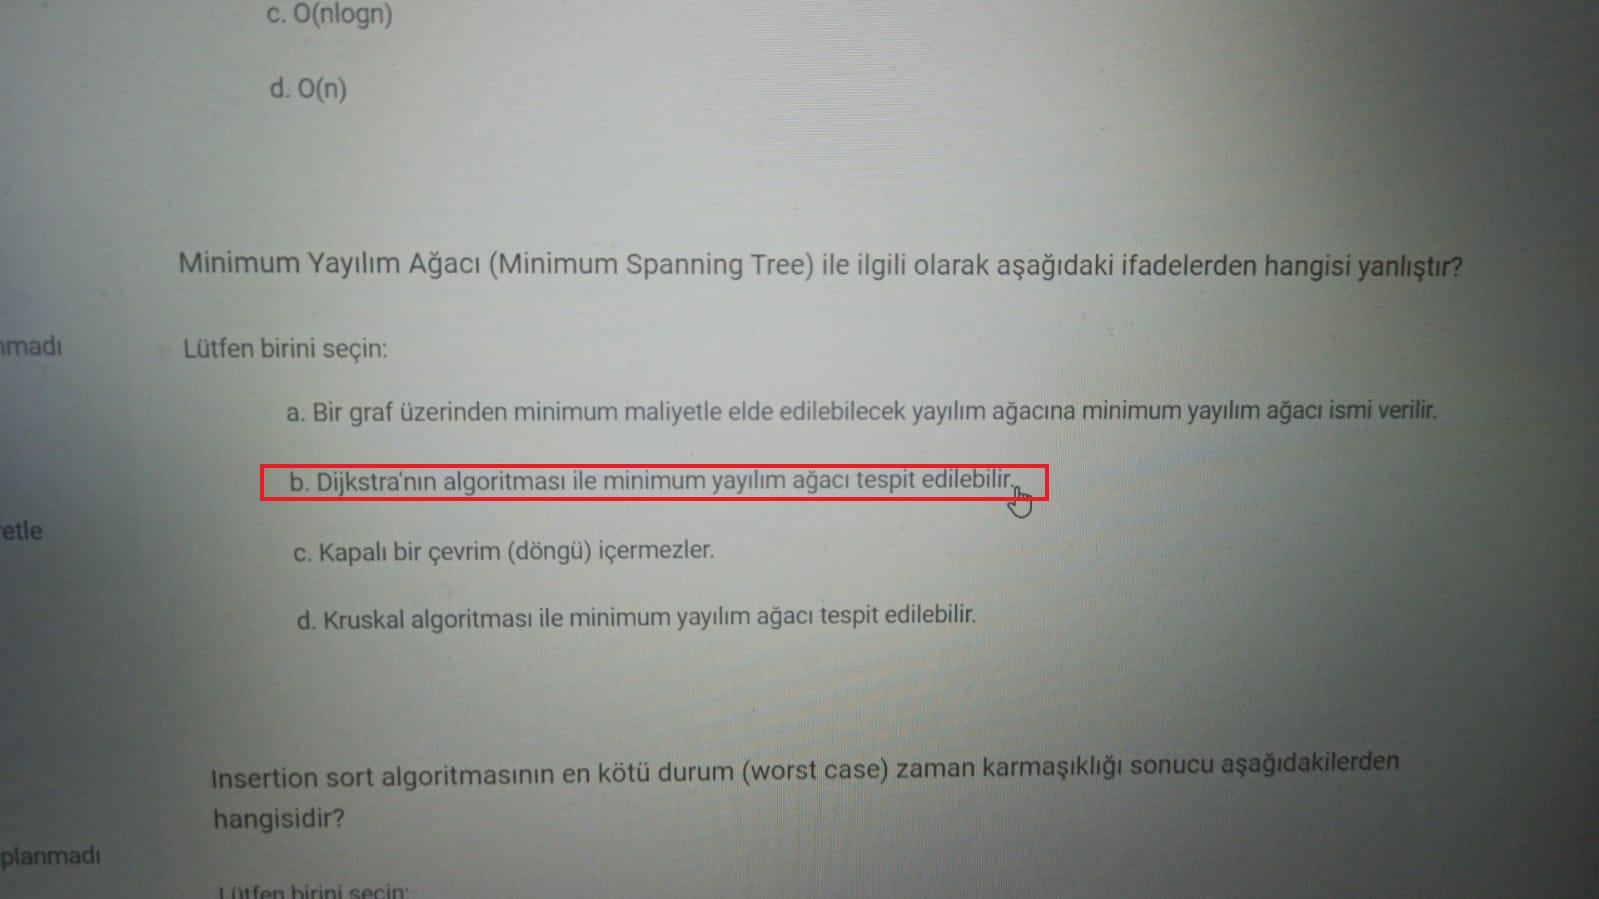 c. O(nlogn)
d. O(n)
Minimum Yayılım Ağacı (Minimum Spanning Tree) ile ilgili olarak aşağıdaki ifadelerden hangisi yanlıştır?
nmadı
Lütfen birini seçin:
a. Bir graf üzerinden minimum maliyetle elde edilebilecek yayılım ağacına minimum yayılım ağacı ismi verilir.
b. Dijkstra'nın algoritması ile minimum yayılım ağacı tespit edilebilir.
etle
c. Kapalı bir çevrim (döngü) içermezler.
d. Kruskal algoritması ile minimum yayılım ağacı tespit edilebilir.
Insertion sort algoritmasının en kötü durum (worst case) zaman karmaşıklığı sonucu aşağıdakilerden
hangisidir?
planmadı
Lütfen birini seçin: